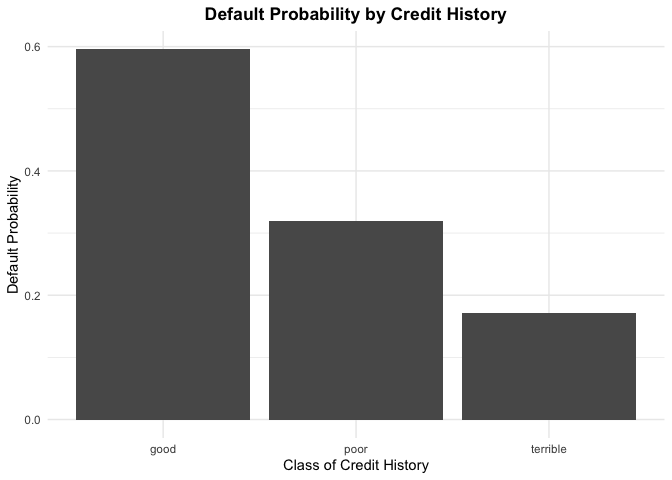 Default Probability by Credit History
Default Probability
0.6
0.4
0.2
0.0
good poor terrible
Class of Credit History